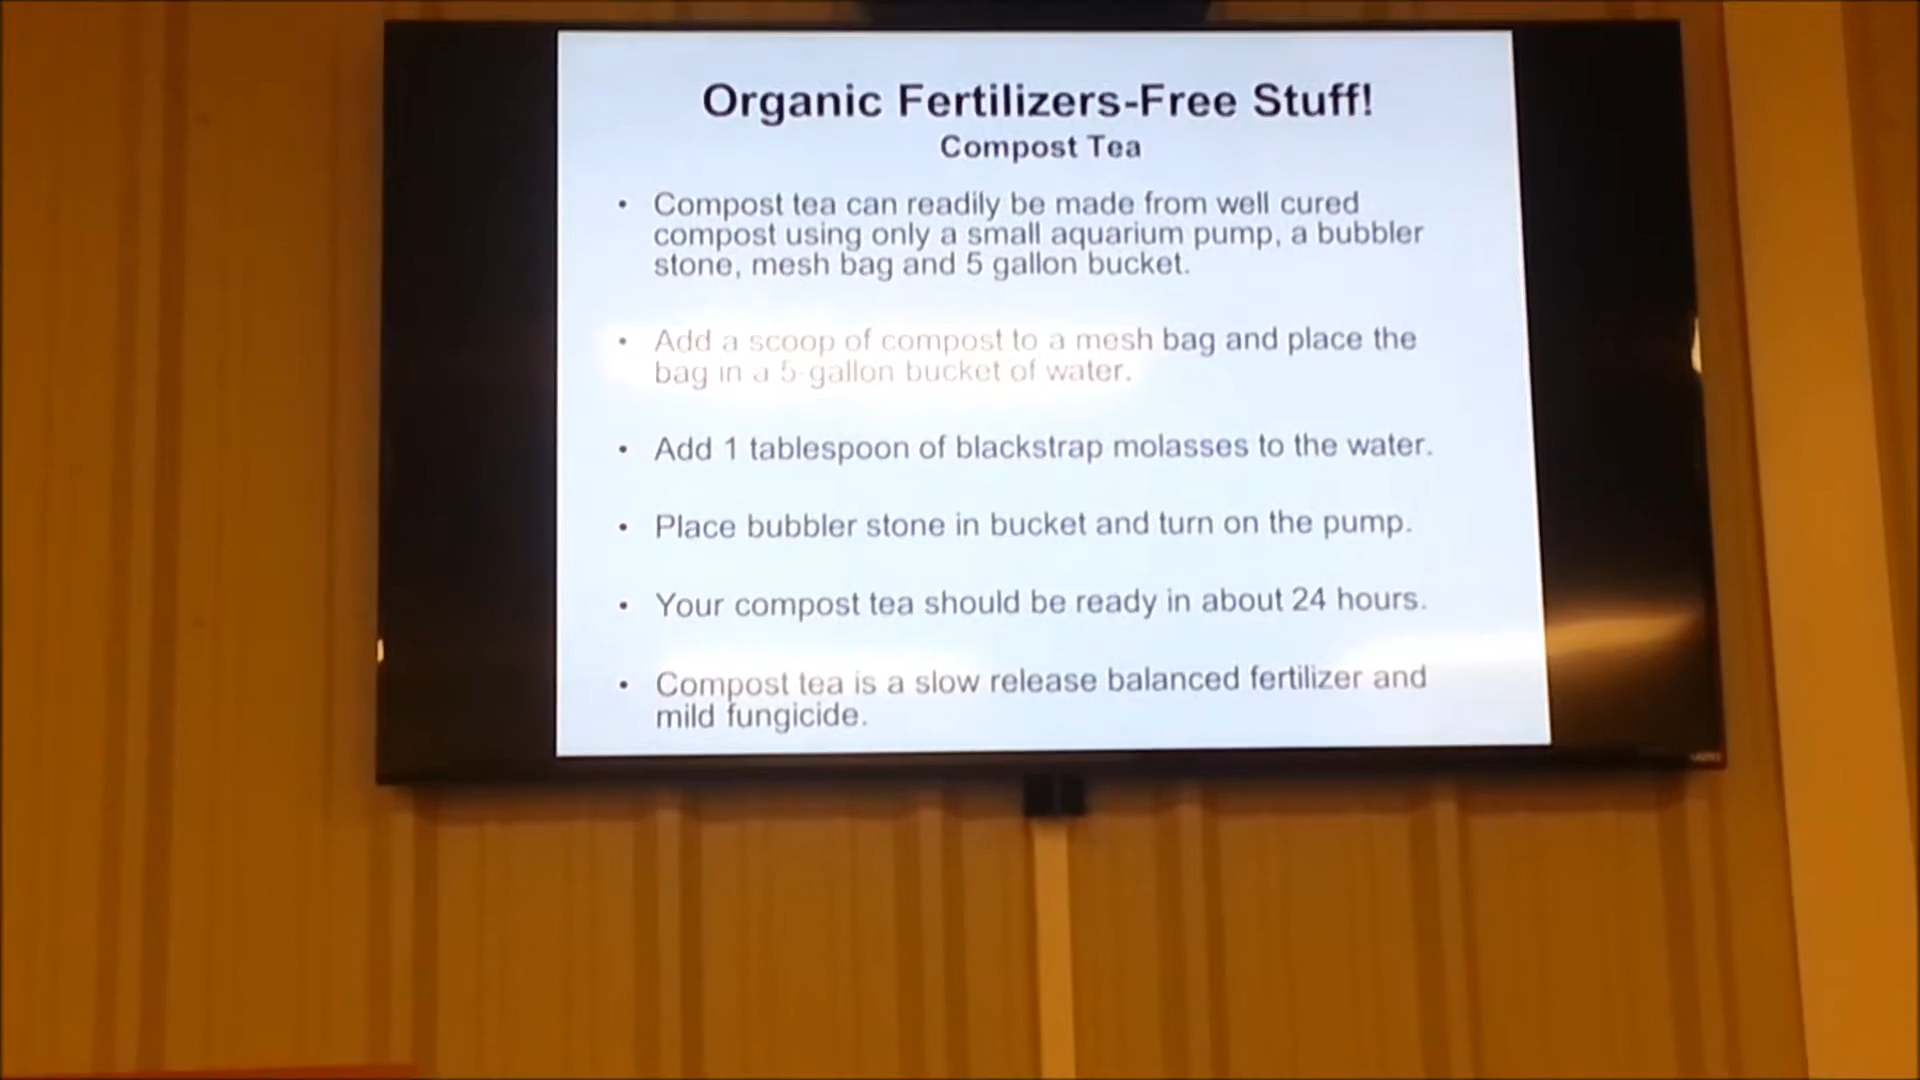 Organic Fertilizers-Free Stuff!
Compost Tea
• Compost tea can readily be made from well cured
compost using only a small aquarium pump, a bubbler
stone, mesh bag and 5 gallon bucket.
• Add a scoop of compost to a mesh bag and place the
bag in a 5-gallon bucket of water.
• Add 1 tablespoon of blackstrap molasses to the water.
• Place bubbler stone in bucket and turn on the pump.
• Your compost tea should be ready in about 24 hours.
• Compost tea is a slow release balanced fertilizer and
mild fungicide.